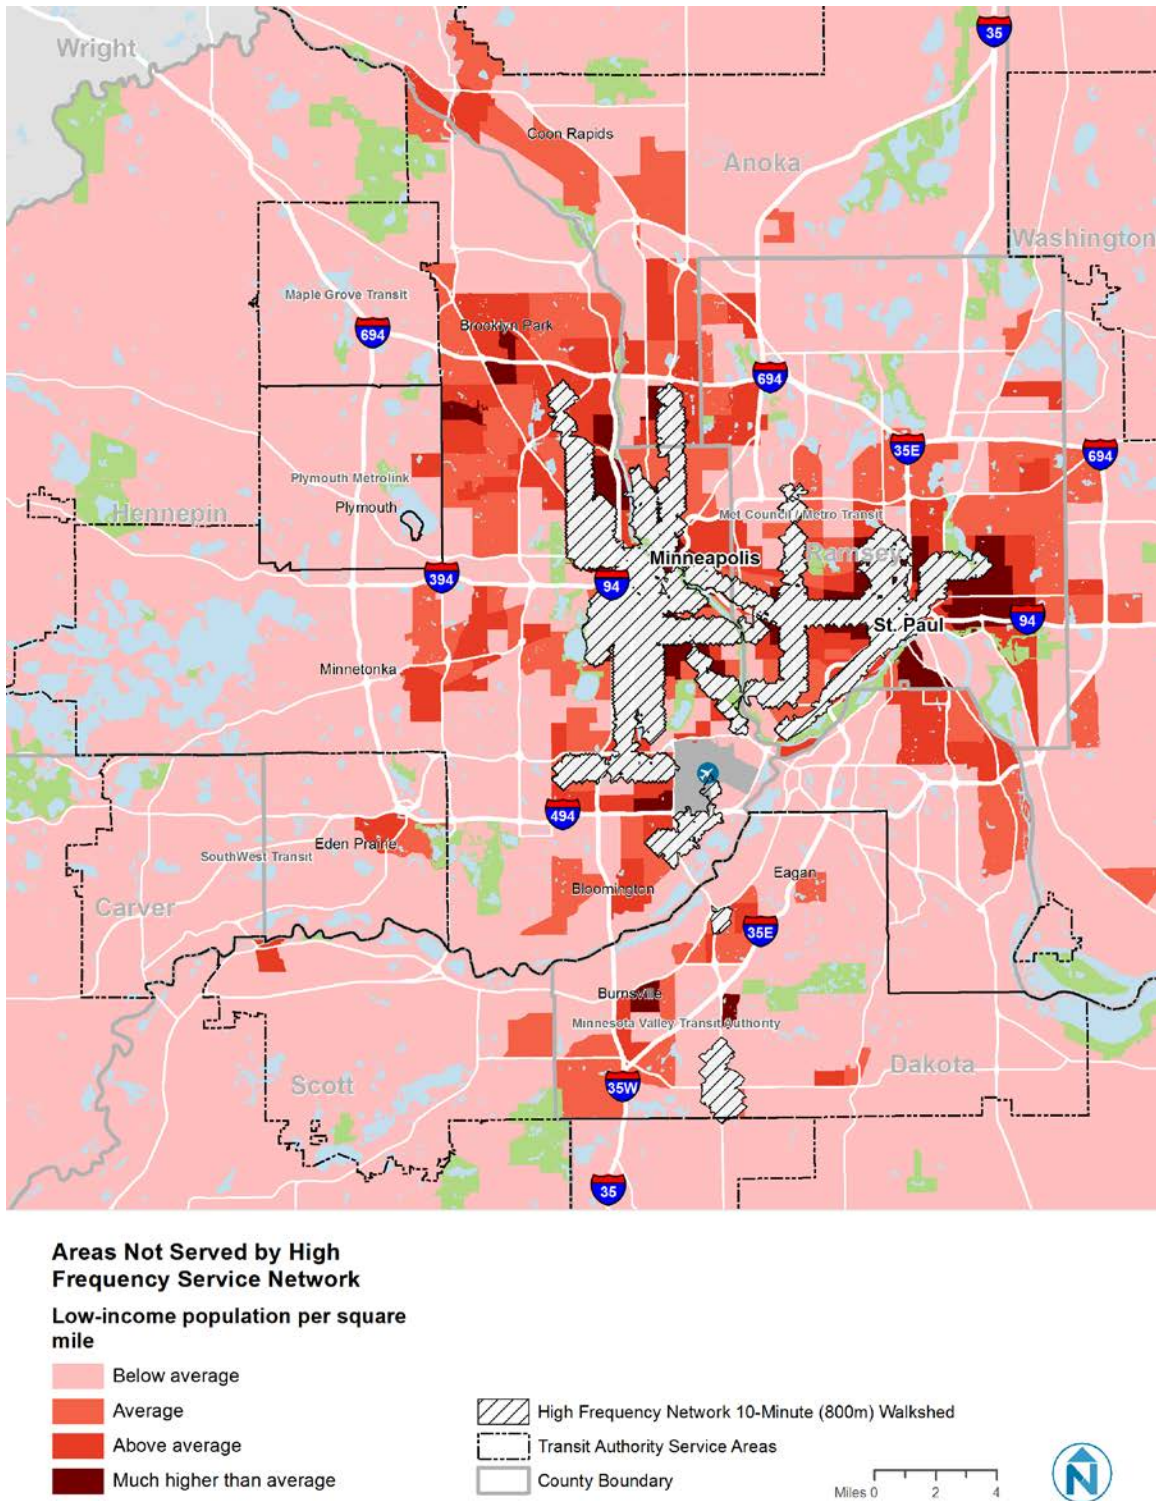 35
Wright
Coon Rapids
Anoka
Washington
Maple Grove Transit
Brooklyn Park
694
694
35E
694
Plymouth Metrolink
Plymouth
Hennepin
Met Council / Metro Transit
Minneapolis
Ramsey
394
94
St. Paul
94
Minnetonka
494
Eden Prairie
SouthWest Transit
Eagan
Bloomington
Carver
35E
Burnsville
Minnesota Valley Transit Authority
Dakota
Scott
35W
35
Areas Not Served by High
Frequency Service Network
Low-income population per square
mile
Below average
Average
Above average
Much higher than average
High Frequency Network 10-Minute (800m) Walkshed
Transit Authority Service Areas
County Boundary
Miles 0 2 4
N